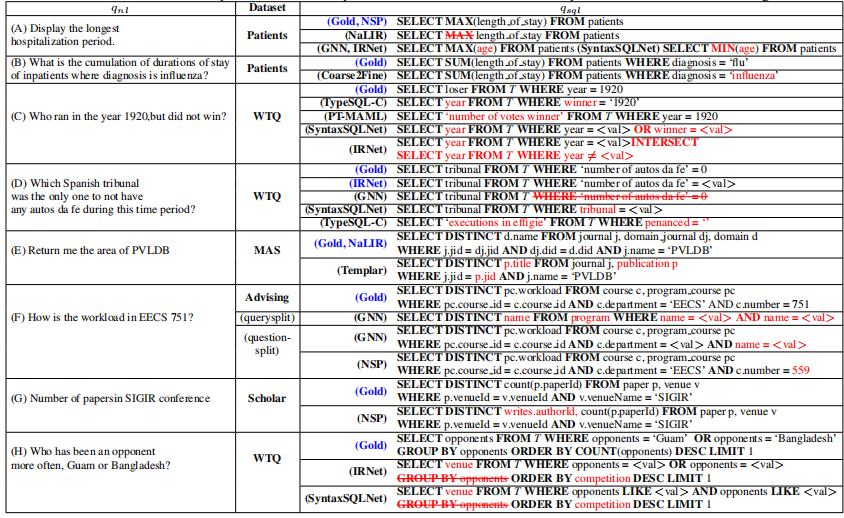 q_nl Dataset q_sql
(A) Display the longest
hospitalization period.
Patients
(Gold, NSP) SELECT MAX(length_of_stay) FROM patients
(NaLIR) SELECT MAX length_of_stay FROM patients
(GNN, IRNet) SELECT MAX(age) FROM patients (SyntaxSQLNet) SELECT MIN(age) FROM patients
(B) What is the cumulation of durations of stay
of inpatients where diagnosis is influenza?
Patients
(Gold) SELECT SUM(length_of_stay) FROM patients WHERE diagnosis = 'flu'
(Coarse2Fine) SELECT SUM(length_of_stay) FROM patients WHERE diagnosis = 'influenza'
(C) Who ran in the year 1920,but did not win?
WTQ
(Gold) SELECT loser FROM T WHERE year = 1920
(TypeSQL-C) SELECT year FROM T WHERE winner = '1920'
(PT-MAML) SELECT 'number of votes winner' FROM T WHERE year = 1920
(SyntaxSQLNet) SELECT year FROM T WHERE year = <val> OR winner = <val>
(IRNet) SELECT year FROM T WHERE year = <val>INTERSECT
SELECT year FROM T WHERE year ≠ <val>
(D) Which Spanish tribunal
was the only one to not have
any autos da fe during this time period?
WTQ
(Gold) SELECT tribunal FROM T WHERE 'number of autos da fe' = 0
(IRNet) SELECT tribunal FROM T WHERE 'number of autos da fe' = <val>
(GNN) SELECT tribunal FROM T WHERE 'number of autos da fe' = 0
(SyntaxSQLNet) SELECT tribunal FROM T WHERE tribunal = <val>
(TypeSQL-C) SELECT 'executions in effigie' FROM T WHERE penanced = ''
(E) Return me the area of PVLDB
MAS
(Gold, NaLIR) SELECT DISTINCT d.name FROM journal j, domain_journal dj, domain d
WHERE j.jid = dj.jid AND dj.did = d.did AND j.name = 'PVLDB'
(Templar) SELECT DISTINCT p.title FROM journal j, publication p
WHERE j.jid = p.jid AND j.name = 'PVLDB'
(F) How is the workload in EECS 751?
Advising
(querysplit)
(question-
split)
(Gold) SELECT DISTINCT pc.workload FROM course c, program_course pc
WHERE pc.course_id = c.course_id AND c.department = 'EECS' AND c.number = 751
(GNN) SELECT DISTINCT name FROM program WHERE name = <val> AND name = <val>
(GNN) SELECT DISTINCT pc.workload FROM course c, program_course pc
WHERE pc.course_id = c.course_id AND c.department = <val> AND name = <val>
(NSP) SELECT DISTINCT pc.workload FROM course c, program_course pc
WHERE pc.course_id = c.course_id AND c.department = 'EECS' AND c.number = 559
(G) Number of papersin SIGIR conference
Scholar
(Gold) SELECT DISTINCT count(p.paperId) FROM paper p, venue v
WHERE p.venueId = v.venueId AND v.venueName = 'SIGIR'
(NSP) SELECT DISTINCT writes.authorId, count(p.paperId) FROM paper p, venue v
WHERE p.venueId = v.venueId AND v.venueName = 'SIGIR'
(H) Who has been an opponent
more often, Guam or Bangladesh?
WTQ
(Gold) SELECT opponents FROM T WHERE opponents = 'Guam' OR opponents = 'Bangladesh'
GROUP BY opponents ORDER BY COUNT(opponents) DESC LIMIT 1
(IRNet) SELECT venue FROM T WHERE opponents = <val> OR opponents = <val>
GROUP BY opponents ORDER BY competition DESC LIMIT 1
(SyntaxSQLNet) SELECT venue FROM T WHERE opponents LIKE <val> AND opponents LIKE <val>
GROUP BY opponents ORDER BY competition DESC LIMIT 1